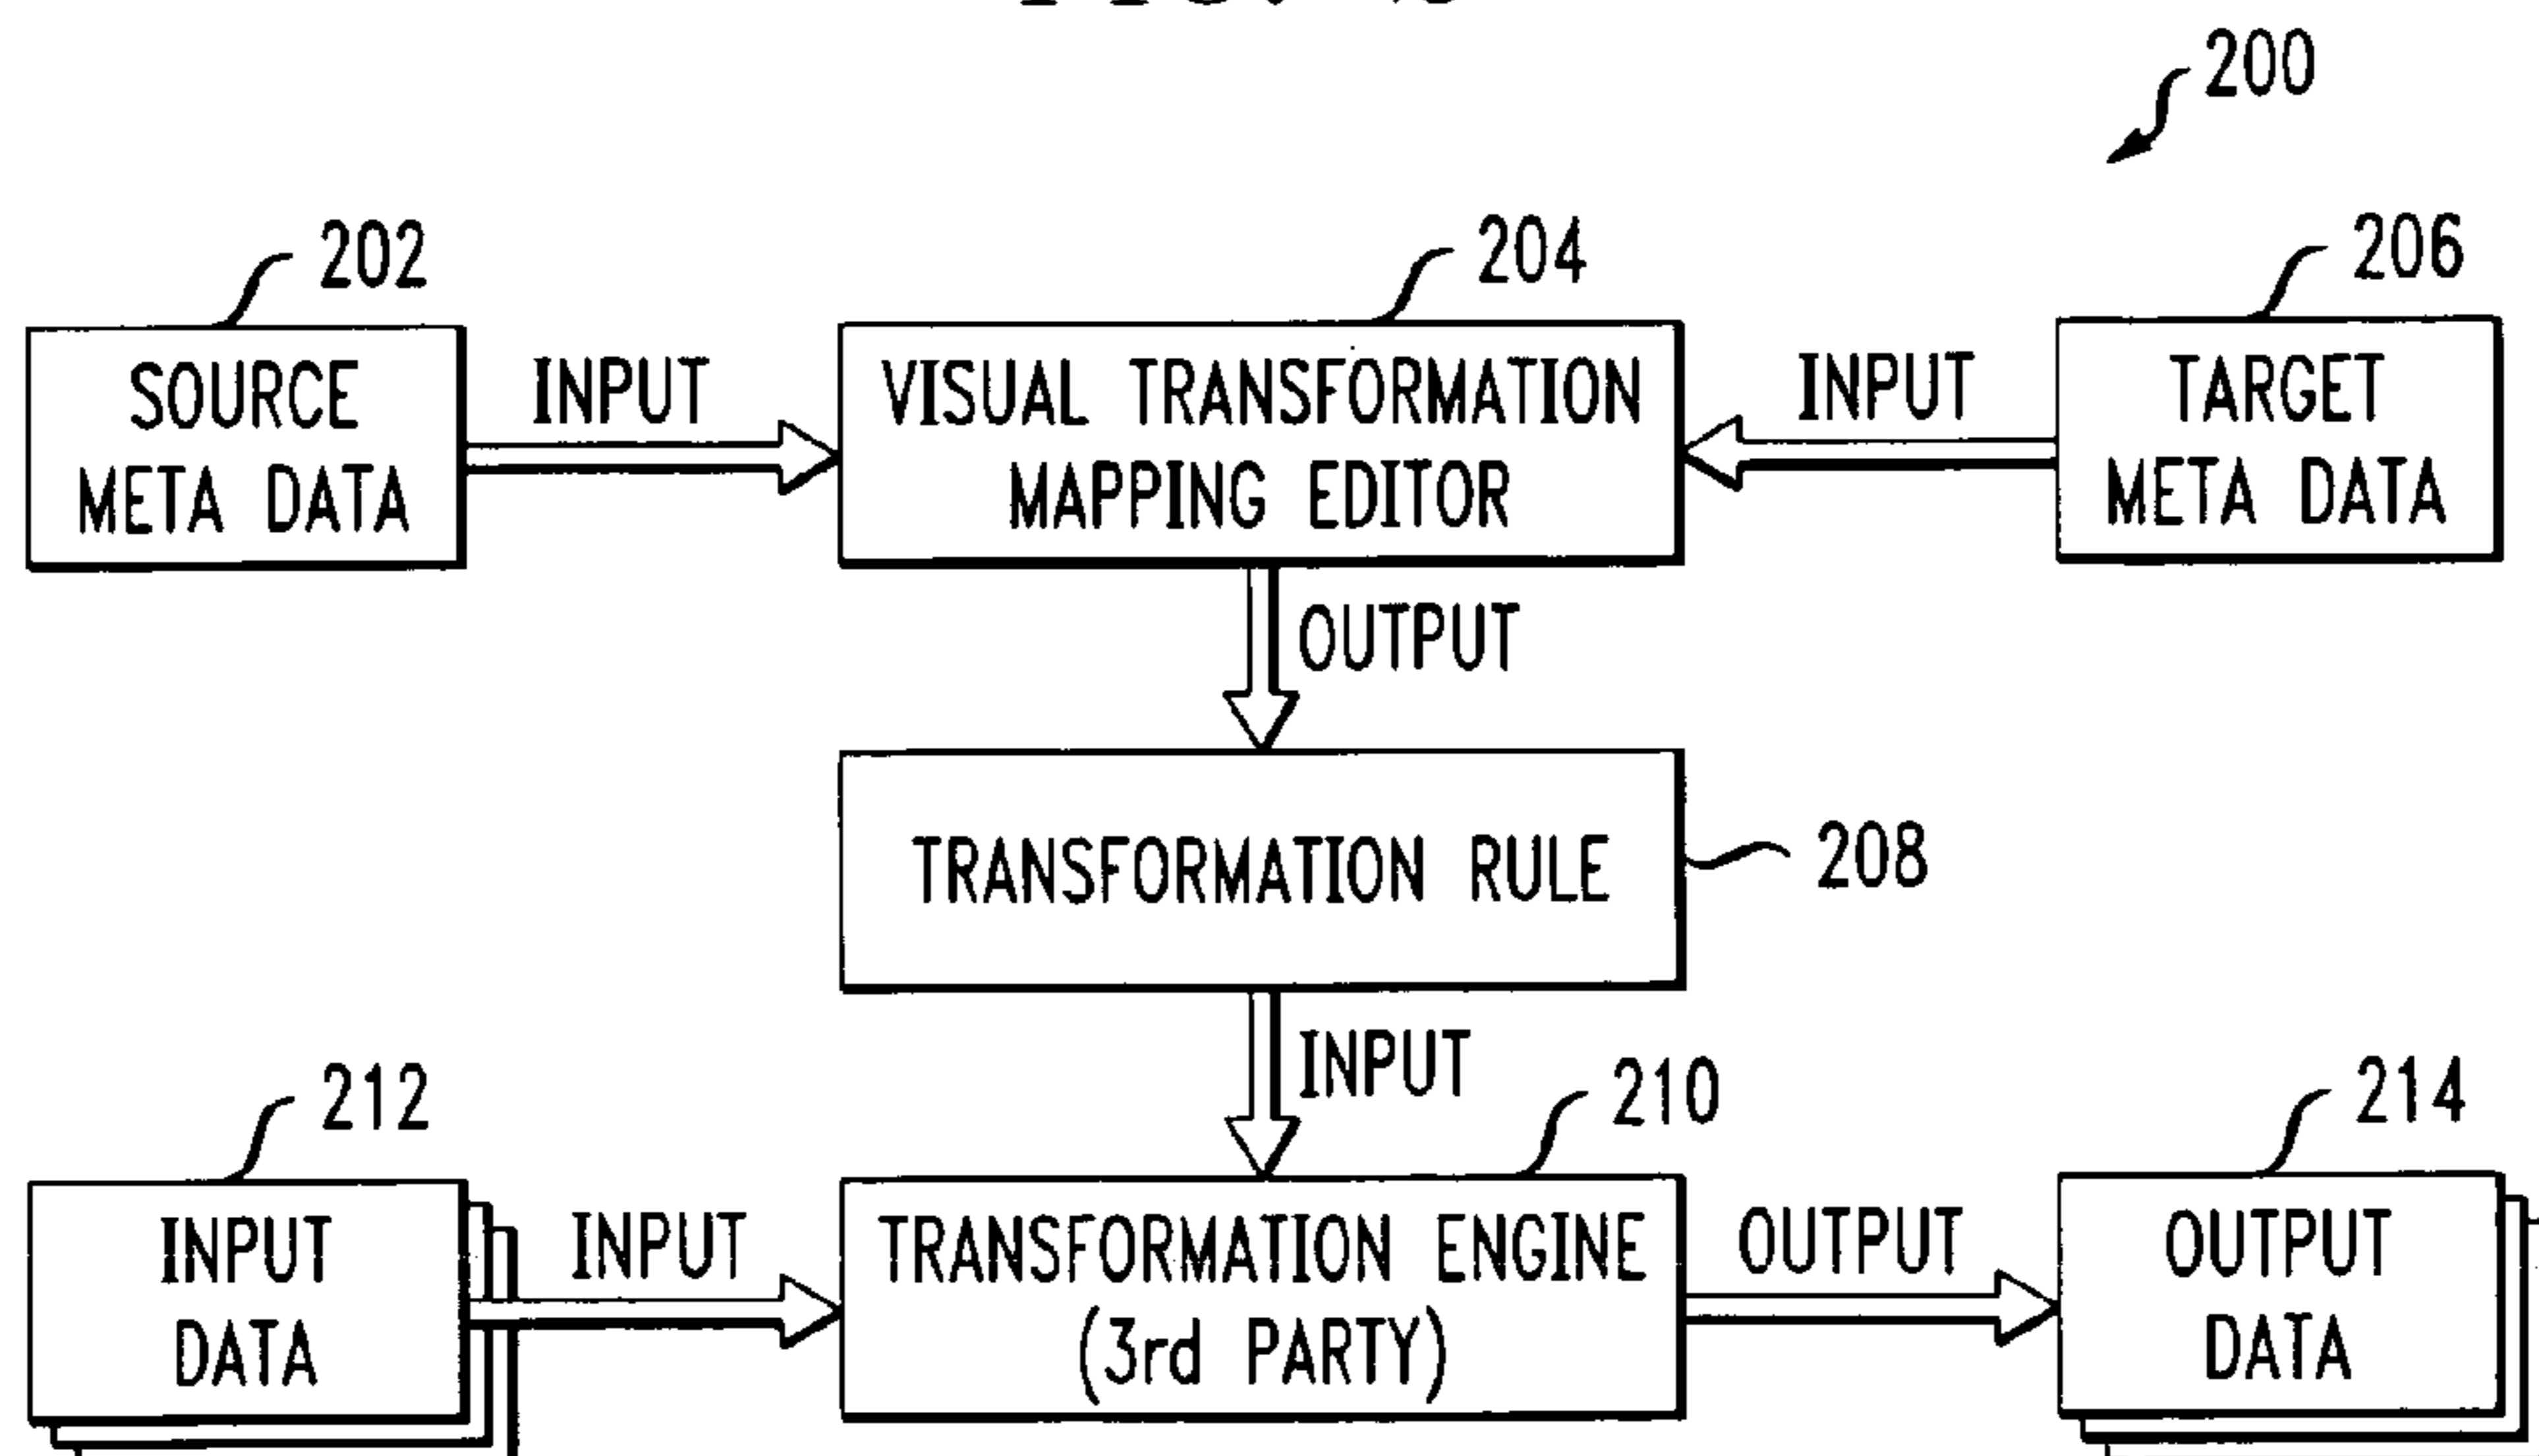 200
202
204
206
SOURCE
META DATA
INPUT
VISUAL TRANSFORMATION
MAPPING EDITOR
INPUT
TARGET
META DATA
OUTPUT
TRANSFORMATION RULE
208
INPUT
212
210
214
INPUT
DATA
INPUT
TRANSFORMATION ENGINE
(3rd PARTY)
OUTPUT
OUTPUT
DATA